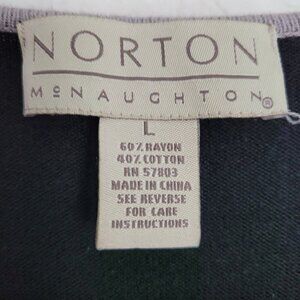 NORTON
McNAUGHTON®
L
60% RAYON
40% COTTON
RN 57803
MADE IN CHINA
SEE REVERSE
FOR CARE
INSTRUCTIONS